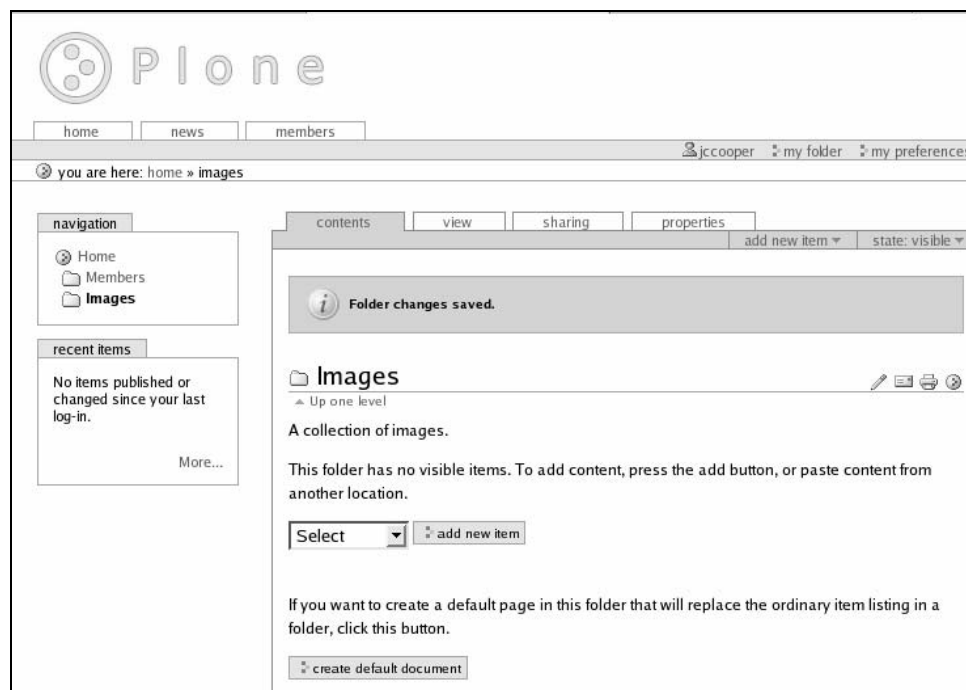 Plone
home news members
jccooper my folder my preferences
you are here: home » images
navigation
Home
Members
Images
recent items
No items published or
changed since your last
log-in.
More...
contents view sharing properties
add new item state: visible
i Folder changes saved.
Images
Up one level
A collection of images.
This folder has no visible items. To add content, press the add button, or paste content from
another location.
Select add new item
If you want to create a default page in this folder that will replace the ordinary item listing in a
folder, click this button.
create default document